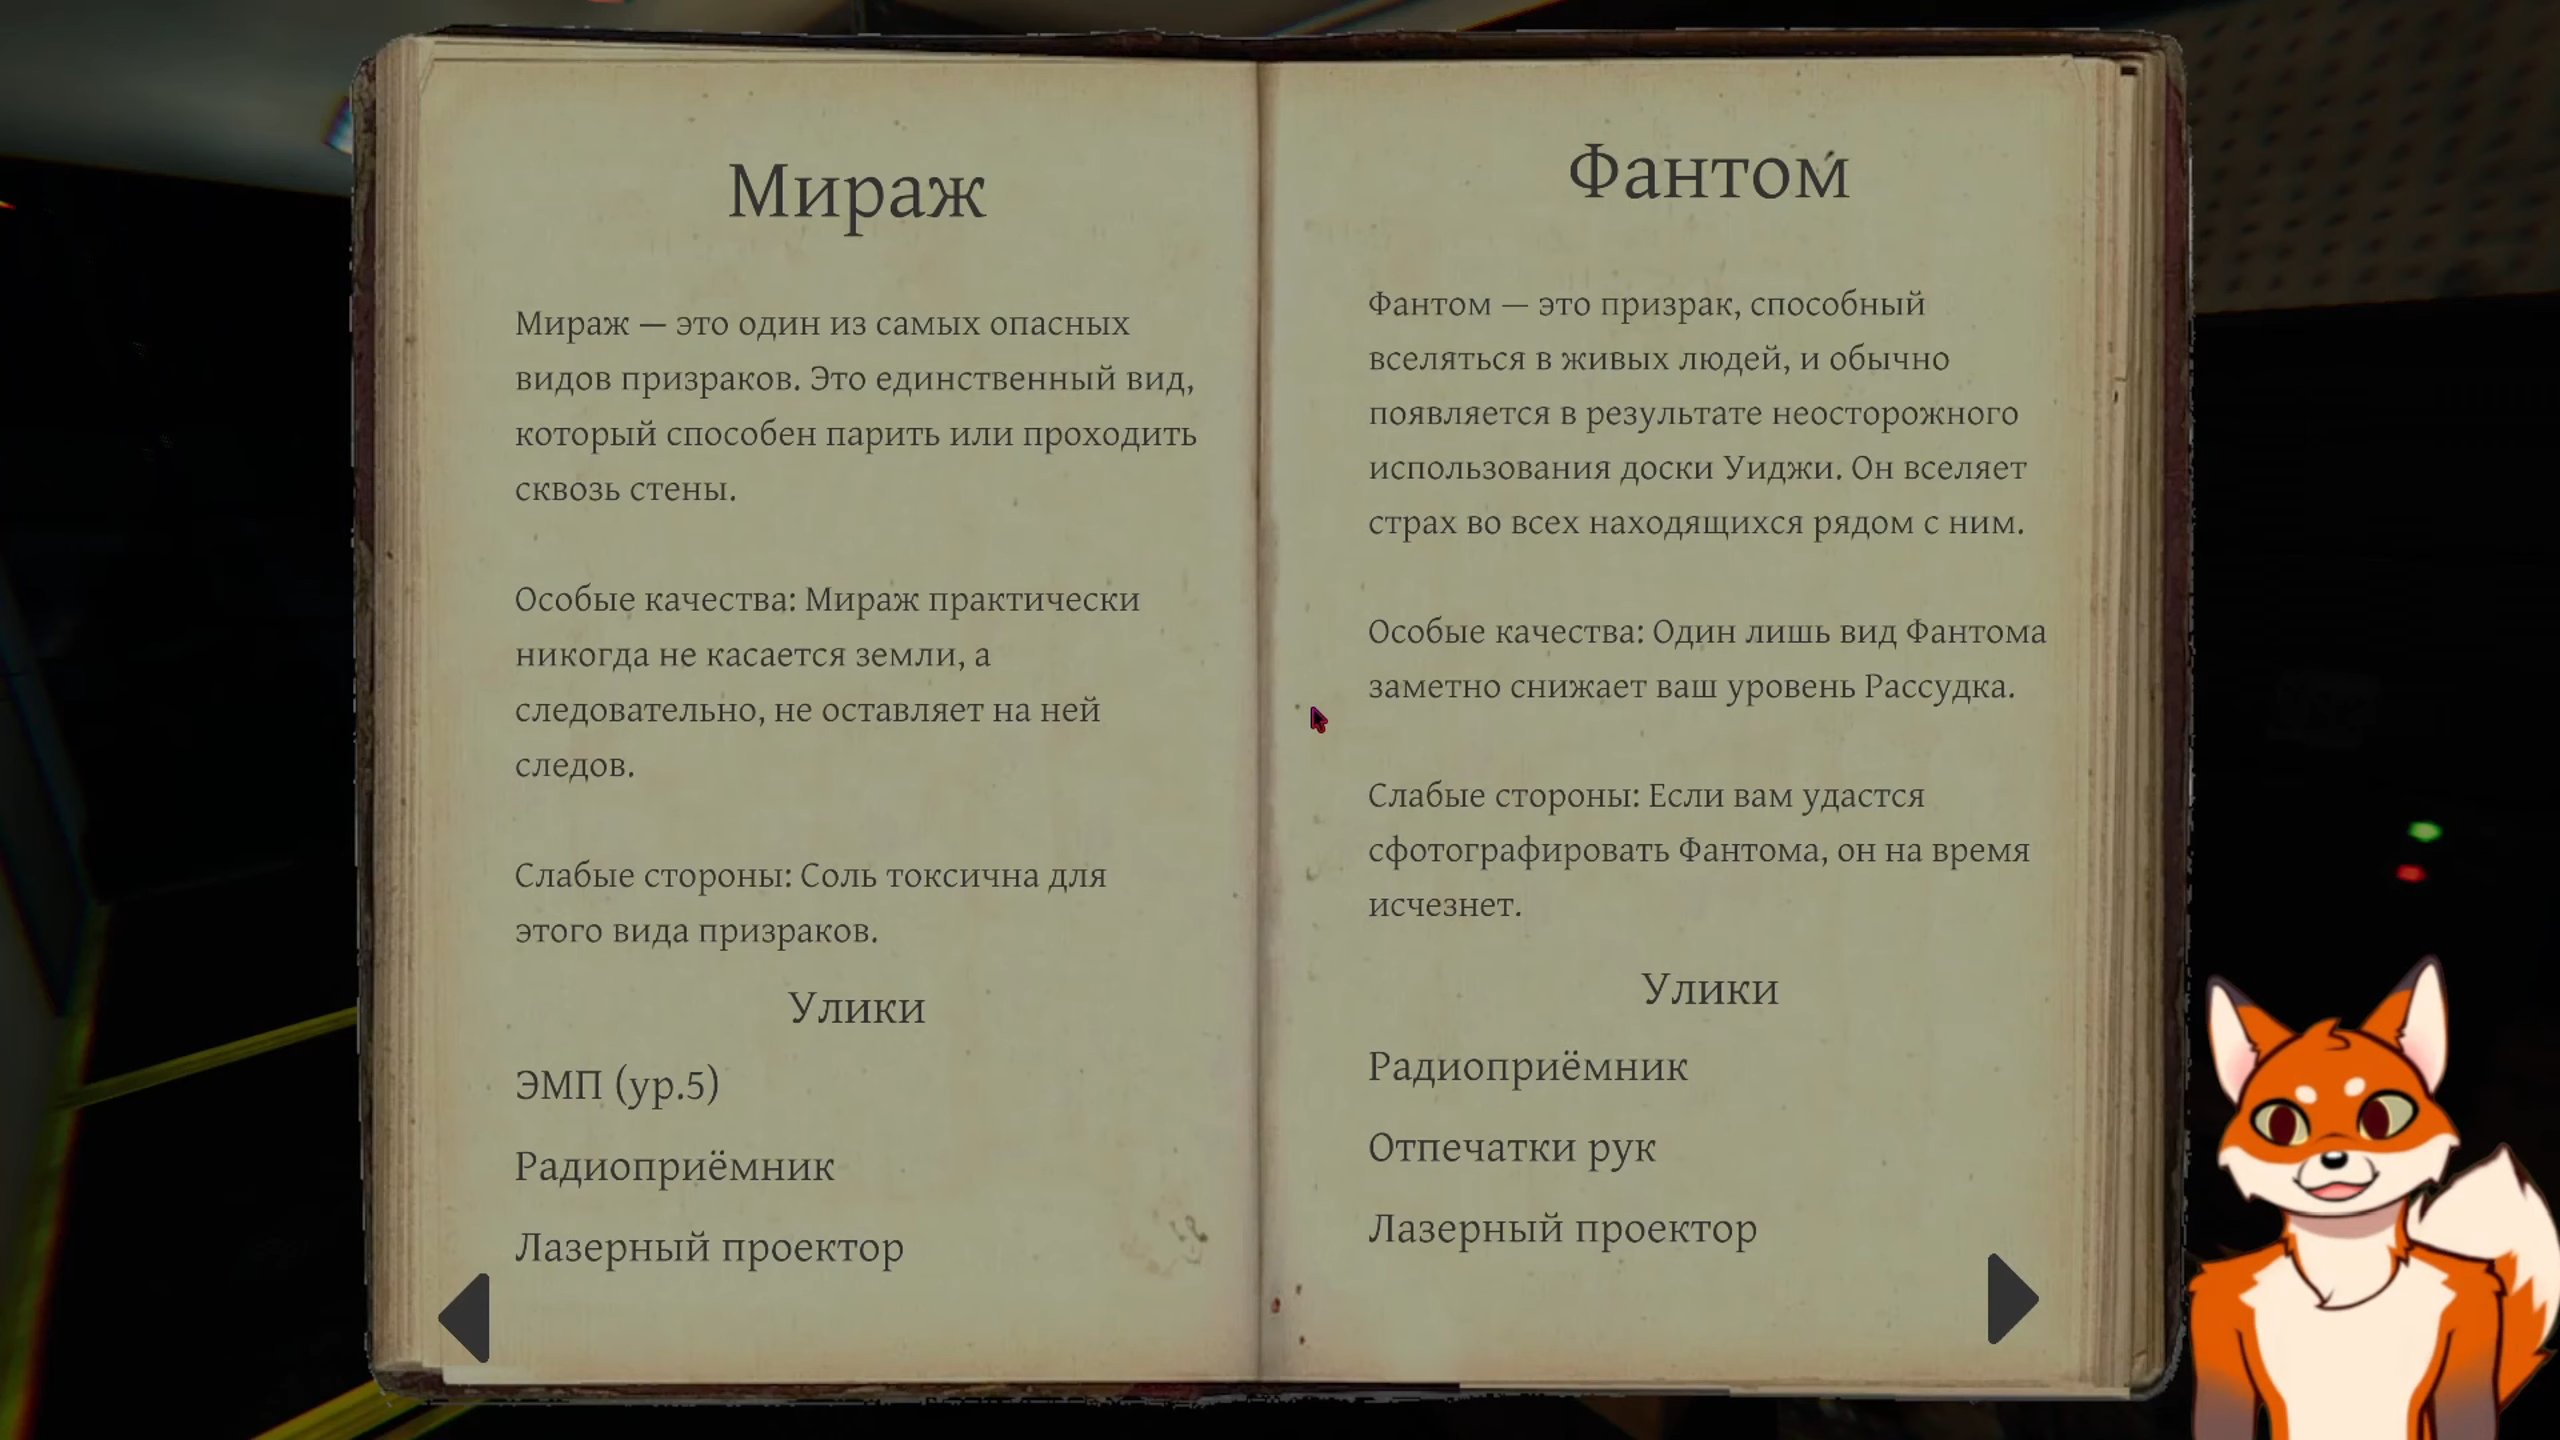 Мираж
Мираж — это один из самых опасных
видов призраков. Это единственный вид,
который способен парить или проходить
сквозь стены.
Особые качества: Мираж практически
никогда не касается земли, а
следовательно, не оставляет на ней
следов.
Слабые стороны: Соль токсична для
этого вида призраков.
Улики
ЭМП (ур.5)
Радиоприёмник
Лазерный проектор
Фантом
Фантом — это призрак, способный
вселяться в живых людей, и обычно
появляется в результате неосторожного
использования доски Уиджи. Он вселяет
страх во всех находящихся рядом с ним.
Особые качества: Один лишь вид Фантома
заметно снижает ваш уровень Рассудка.
Слабые стороны: Если вам удастся
сфотографировать Фантома, он на время
исчезнет.
Улики
Радиоприёмник
Отпечатки рук
Лазерный проектор